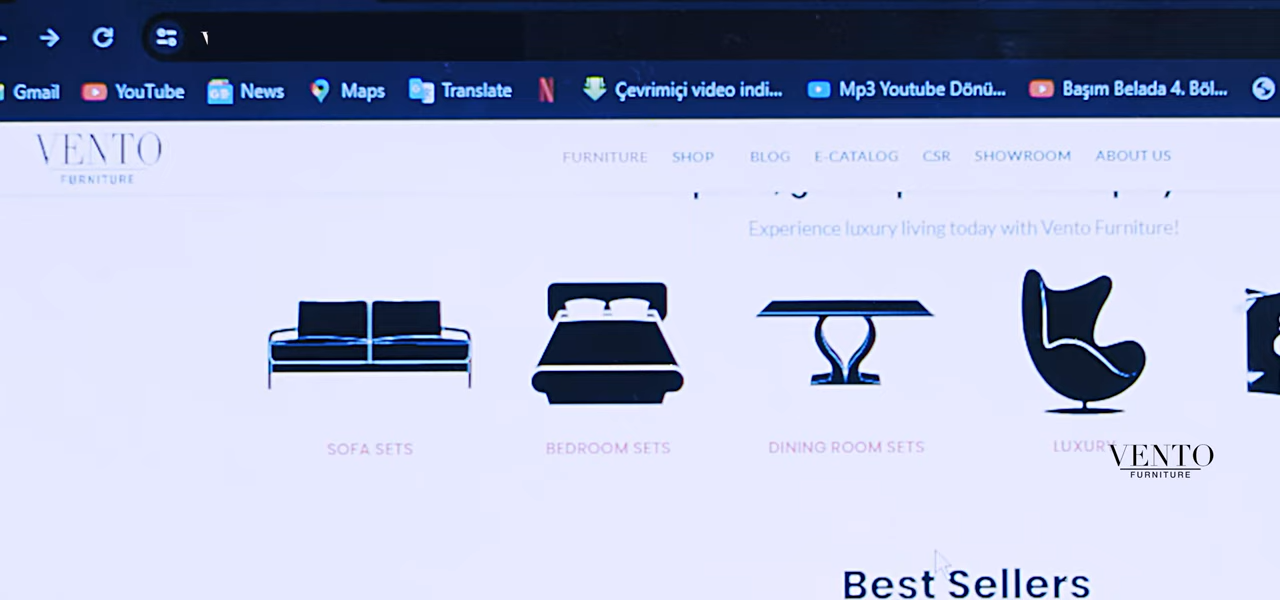 Gmail YouTube News Maps Translate Çevrimiçi video indi... Mp3 Youtube Dönü... Başım Belada 4. Böl...
VENTO
FURNITURE
FURNITURE SHOP BLOG E-CATALOG CSR SHOWROOM ABOUT US
Experience luxury living today with Vento Furniture!
SOFA SETS BEDROOM SETS DINING ROOM SETS LUXURY
VENTO
FURNITURE
Best Sellers